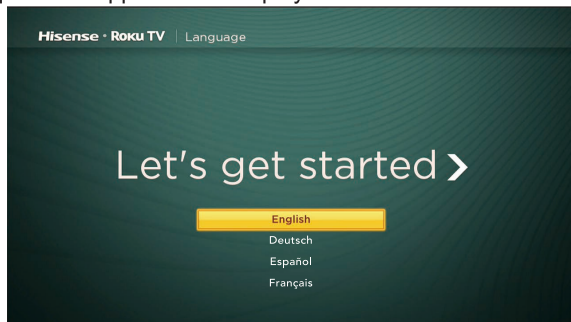 Hisense • ROKU TV | Language
Let's get started >
English
Deutsch
Español
Français